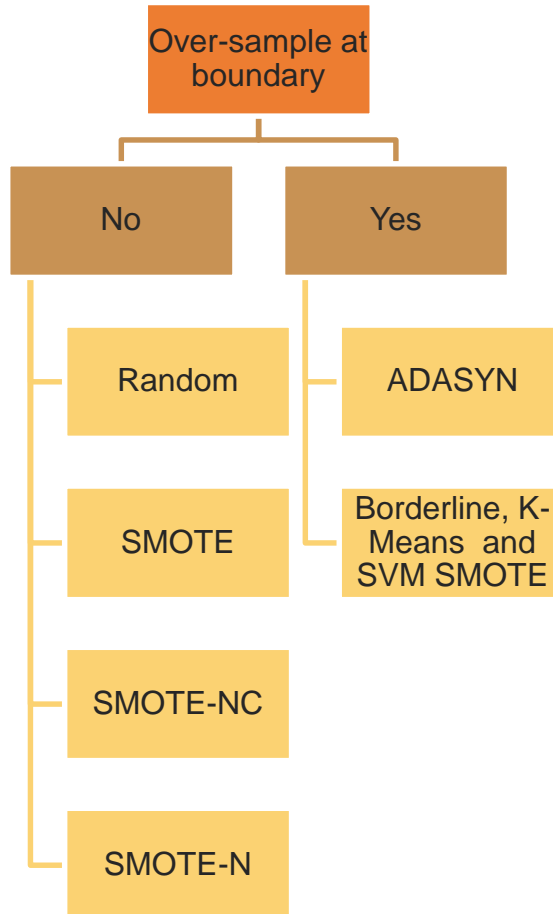 Over-sample at
boundary
No
Yes
Random
ADASYN
SMOTE
Borderline, K-
Means and
SVM SMOTE
SMOTE-NC
SMOTE-N